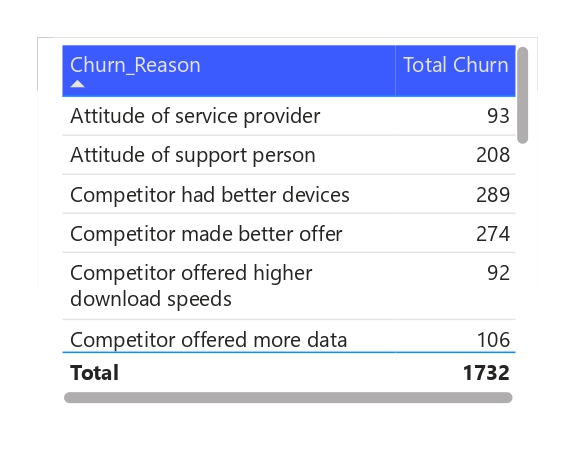 Churn_Reason Total Churn
Attitude of service provider 93
Attitude of support person 208
Competitor had better devices 289
Competitor made better offer 274
Competitor offered higher 92
download speeds
Competitor offered more data 106
Total 1732